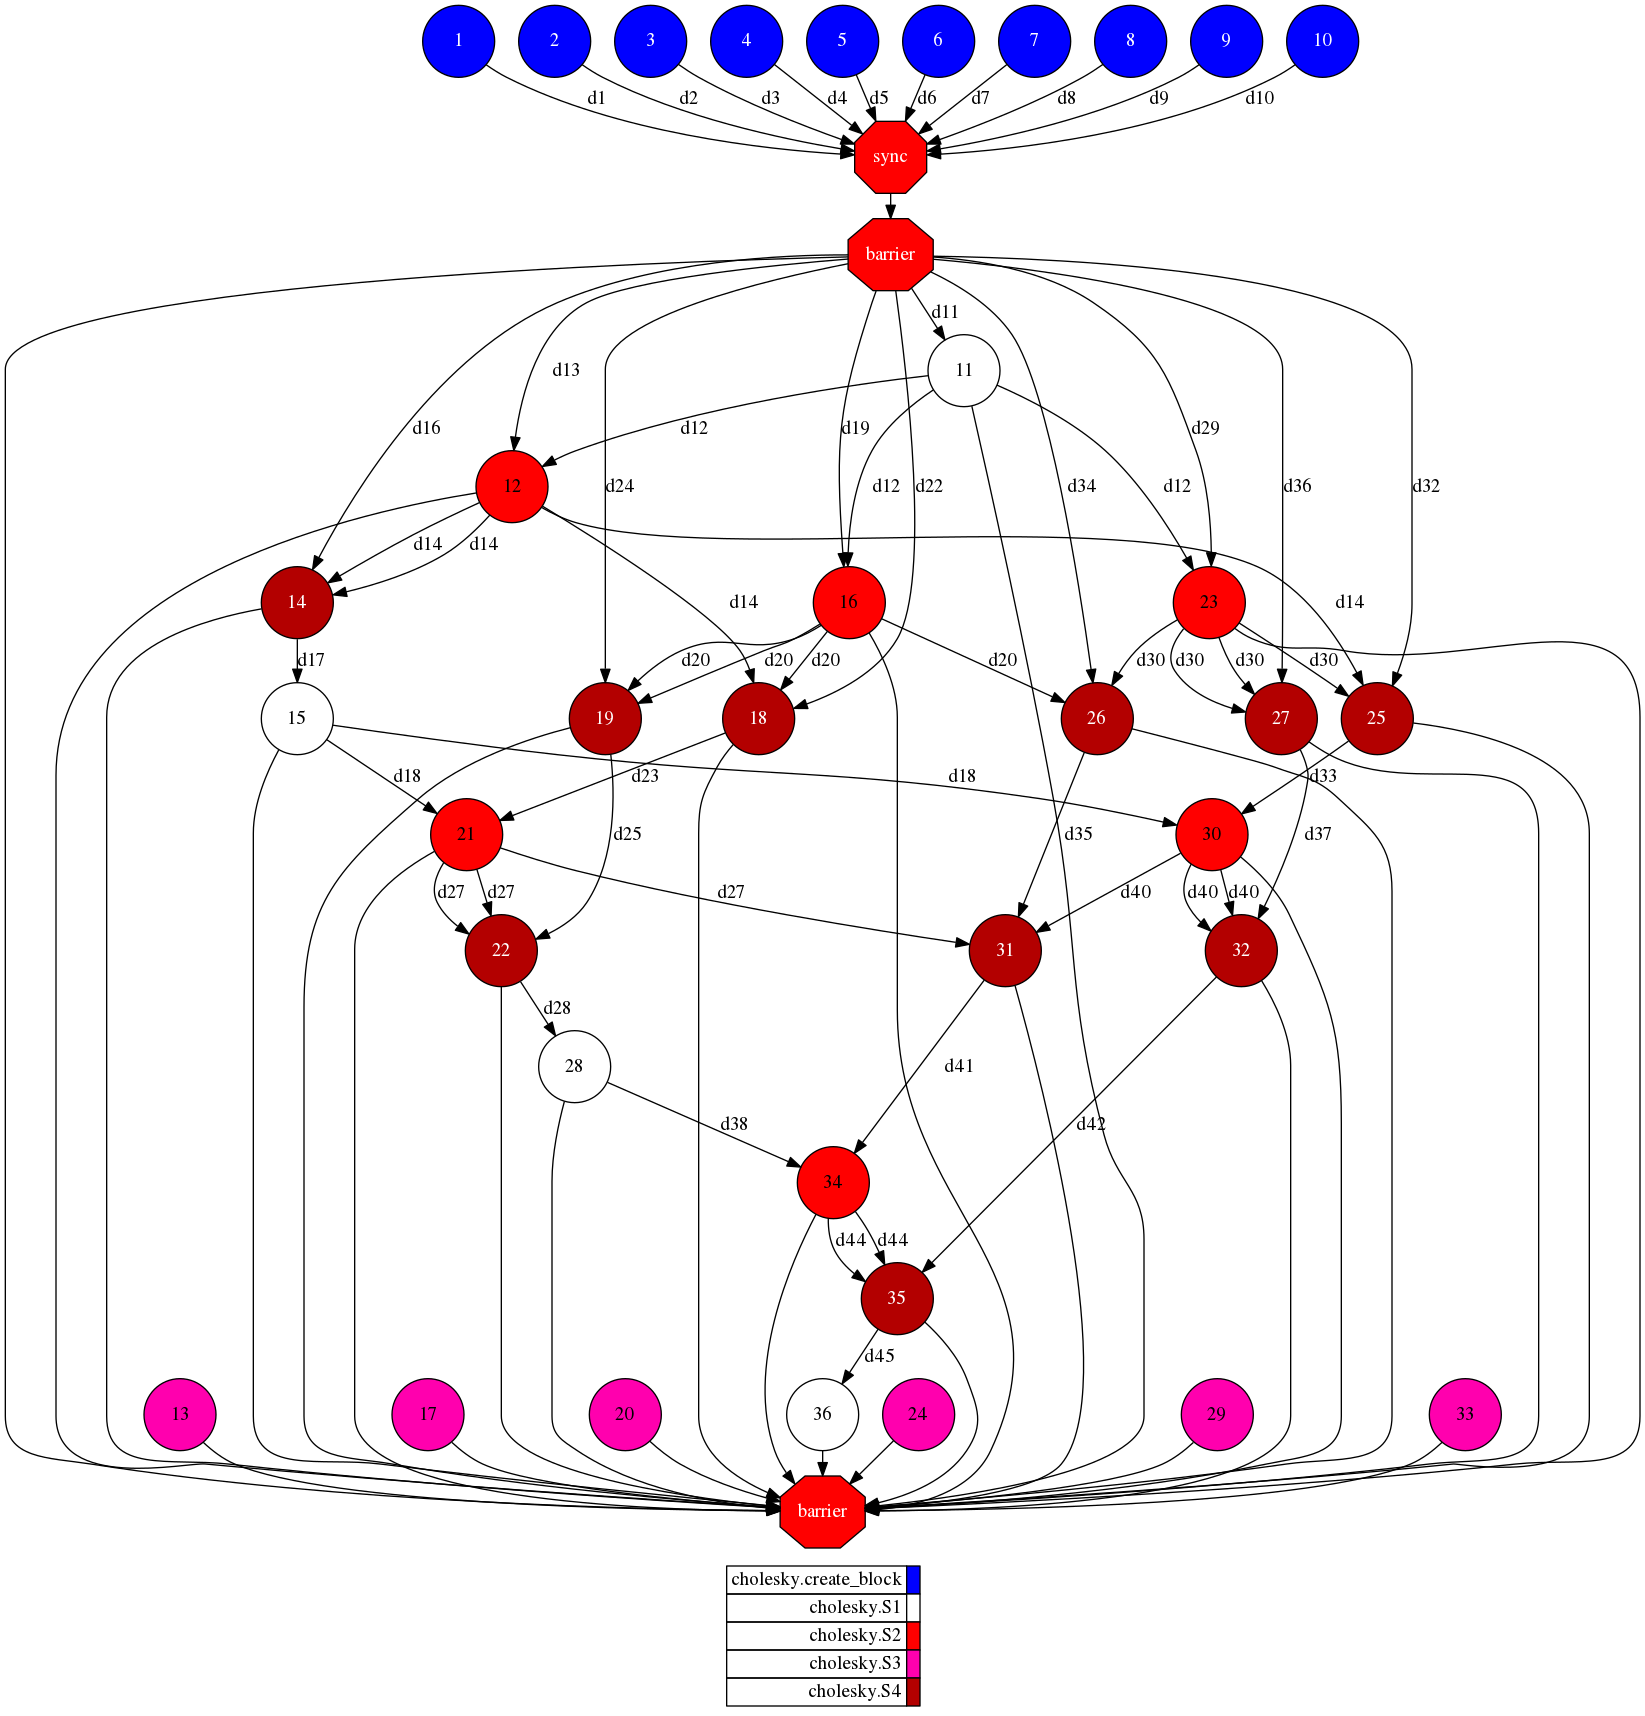 1 2 3 4 5 6 7 8 9 10
d1 d2 d3 d4 d5 d6 d7 d8 d9 d10
sync
barrier
d11
d13 11
d16 d12 d19 d29
12 d24 d12 d22 d34 d12 d36 d32
d14 d14
14 d14 16 23 d14
d17 d20 d20 d20 d20 d30 d30 d30 d30
15 19 18 26 27 25
d18 d23 d18 d33
21 d25 d35 30 d37
d27 d27 d27 d40 d40 d40
22 31 32
d28
28 d41
d38 d42
34
d44 d44
35
d45
13 17 20 36 24 29 33
barrier
cholesky.create_block
cholesky.S1
cholesky.S2
cholesky.S3
cholesky.S4